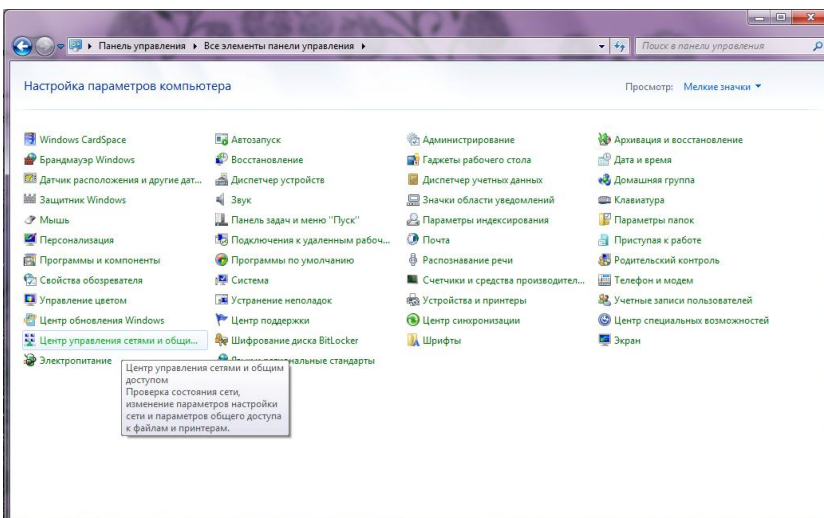 Панель управления ▸ Все элементы панели управления ▸
Поиск в панели управления
Настройка параметров компьютера
Просмотр: Мелкие значки
Windows CardSpace
Автозапуск
Администрирование
Архивация и восстановление
Брандмауэр Windows
Восстановление
Гаджеты рабочего стола
Дата и время
Датчик расположения и другие дат...
Диспетчер устройств
Диспетчер учетных данных
Домашняя группа
Защитник Windows
Звук
Значки области уведомлений
Клавиатура
Мышь
Панель задач и меню "Пуск"
Параметры индексирования
Параметры папок
Персонализация
Подключения к удаленным рабоч...
Почта
Приступая к работе
Программы и компоненты
Программы по умолчанию
Распознавание речи
Родительский контроль
Свойства обозревателя
Система
Счетчики и средства производител...
Телефон и модем
Управление цветом
Устранение неполадок
Устройства и принтеры
Учетные записи пользователей
Центр обновления Windows
Центр поддержки
Центр синхронизации
Центр специальных возможностей
Центр управления сетями и общи...
Шифрование диска BitLocker
Шрифты
Экран
Электропитание
стандарты
Центр управления сетями и общим
доступом
Проверка состояния сети,
изменение параметров настройки
сети и параметров общего доступа
к файлам и принтерам.